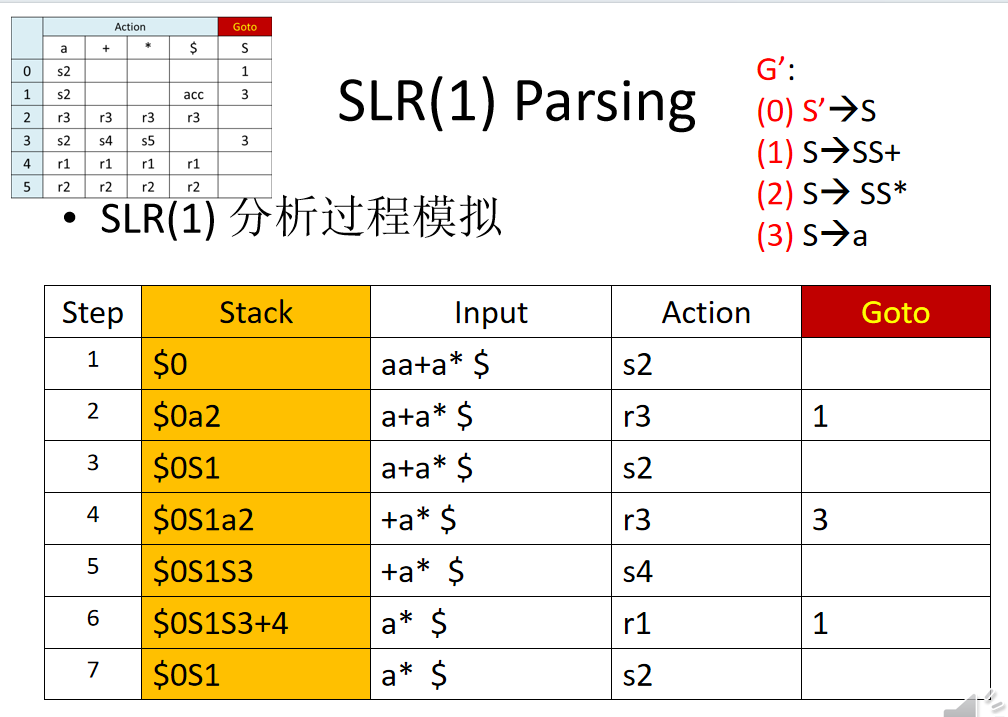 Action Goto
a + * $ S
0 s2 1
1 s2 acc 3
2 r3 r3 r3 r3
3 s2 s4 s5 3
4 r1 r1 r1 r1
5 r2 r2 r2 r2
SLR(1) Parsing
G’:
(0) S’→S
(1) S→SS+
(2) S→ SS*
(3) S→a
• SLR(1) 分析过程模拟
Step Stack Input Action Goto
1 $0 aa+a* $ s2
2 $0a2 a+a* $ r3 1
3 $0S1 a+a* $ s2
4 $0S1a2 +a* $ r3 3
5 $0S1S3 +a* $ s4
6 $0S1S3+4 a* $ r1 1
7 $0S1 a* $ s2